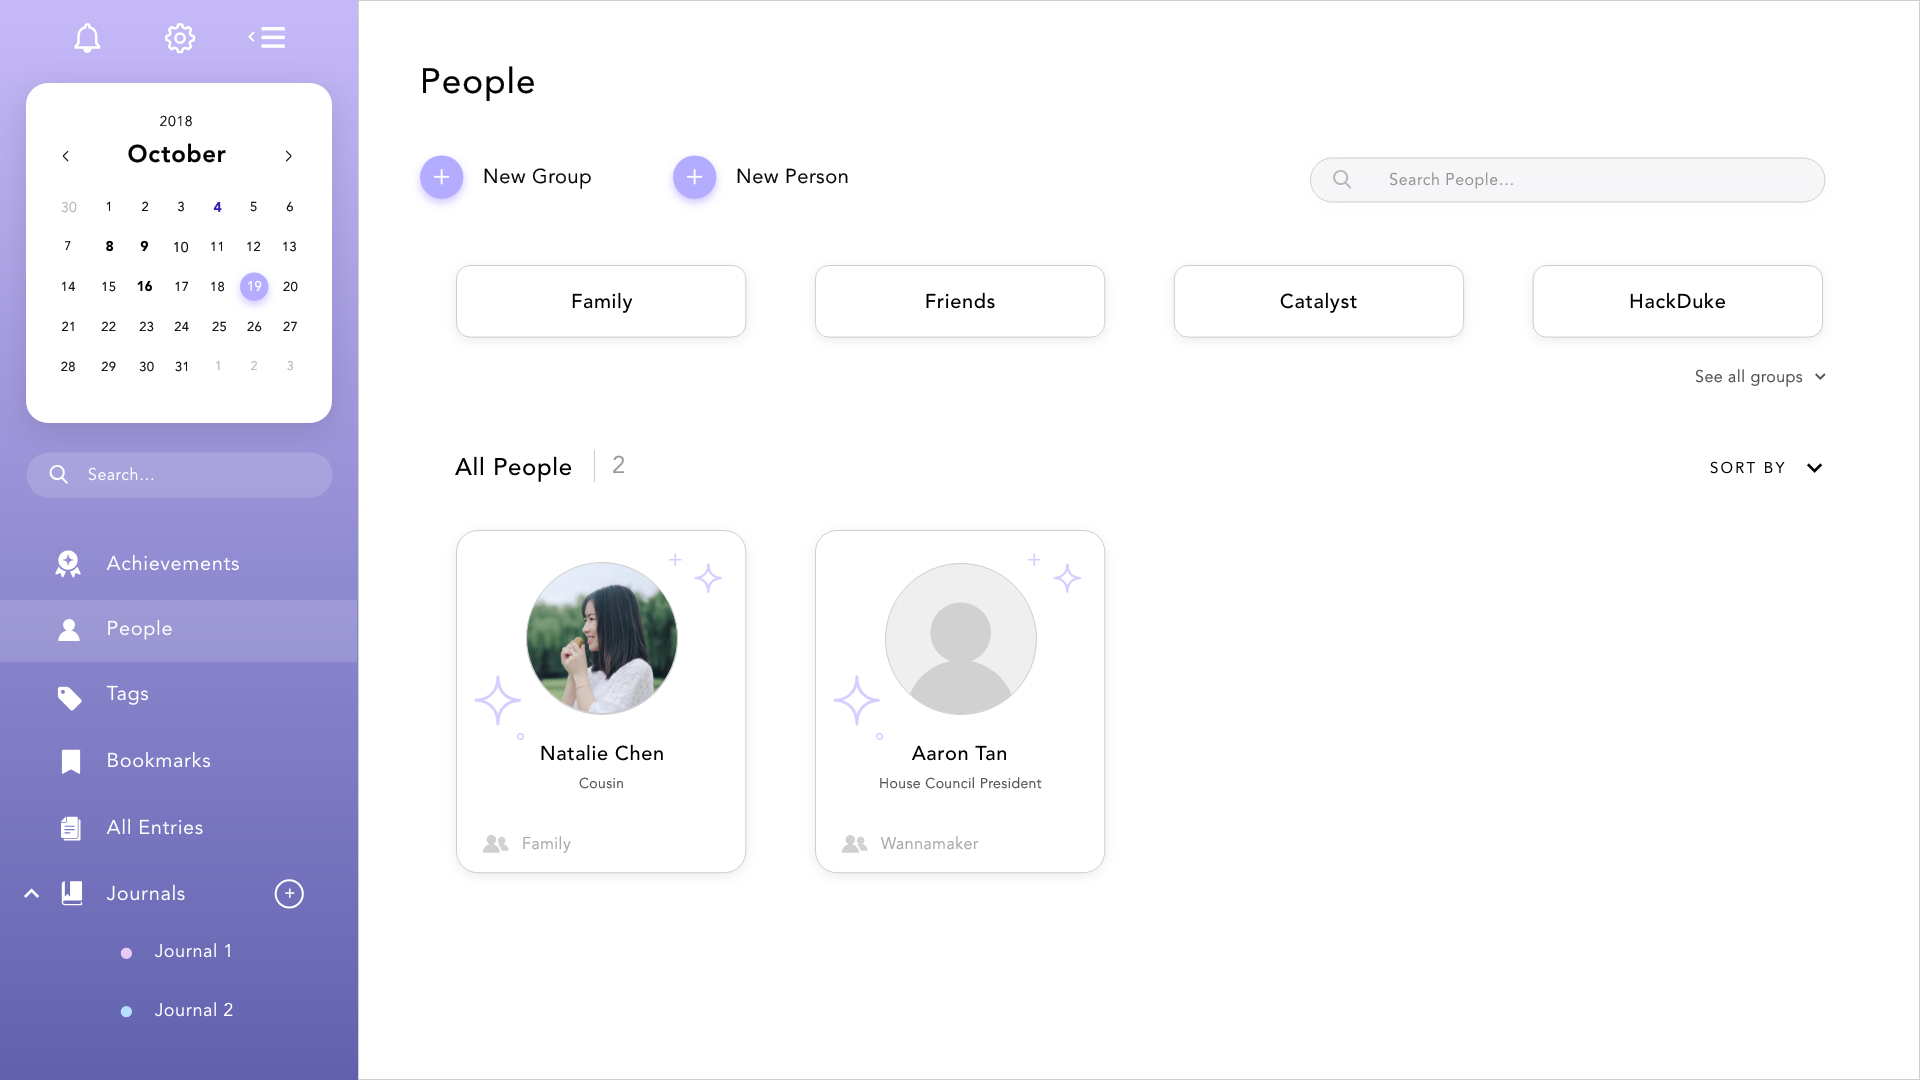 2018
October
30 1 2 3 4 5 6
7 8 9 10 11 12 13
14 15 16 17 18 19 20
21 22 23 24 25 26 27
28 29 30 31 1 2 3
Search...
Achievements
People
Tags
Bookmarks
All Entries
Journals
Journal 1
Journal 2
People
New Group
New Person
Search People...
Family
Friends
Catalyst
HackDuke
See all groups
All People 2
SORT BY
Natalie Chen
Cousin
Family
Aaron Tan
House Council President
Wannamaker